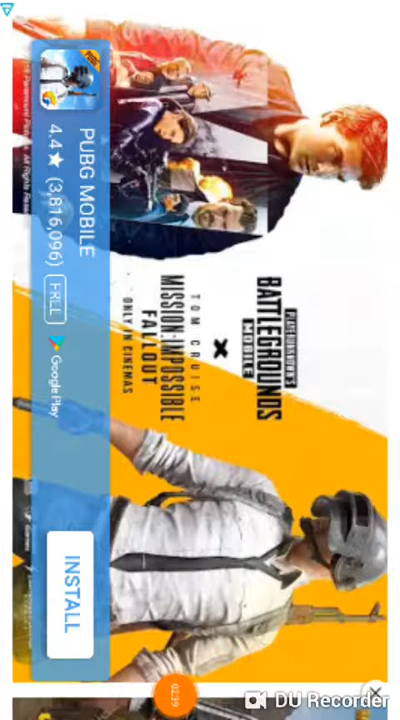 PLAYERUNKNOWN'S
BATTLEGROUNDS
MOBILE
X
TOM CRUISE
MISSION: IMPOSSIBLE
FALLOUT
ONLY IN CINEMAS
PUBG MOBILE
4.4★ (3,816,096) FREE Google Play
INSTALL
02:39
DU Recorder